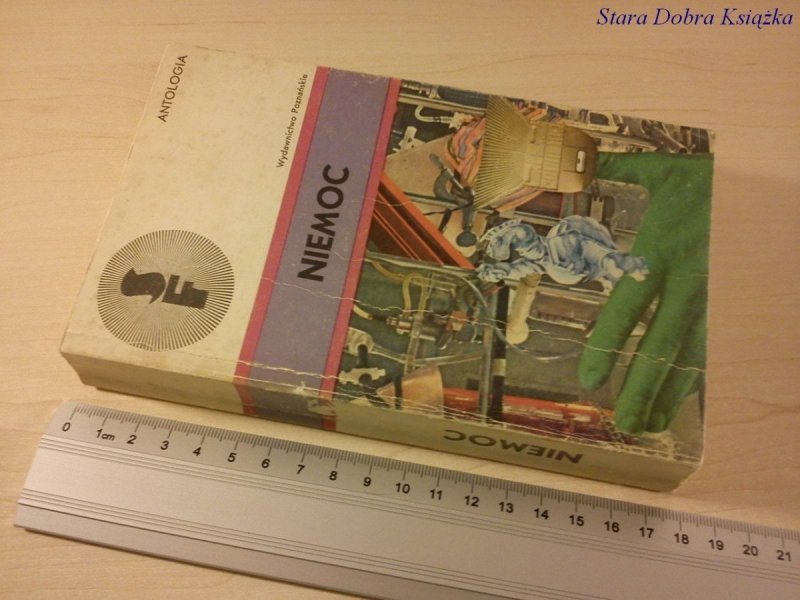 Stara Dobra Książka
ANTOLOGIA
Wydawnictwo Poznańskie
NIEMOC
SF
NIEMOC
0 1cm 2 3 4 5 6 7 8 9 10 11 12 13 14 15 16 17 18 19 20 21